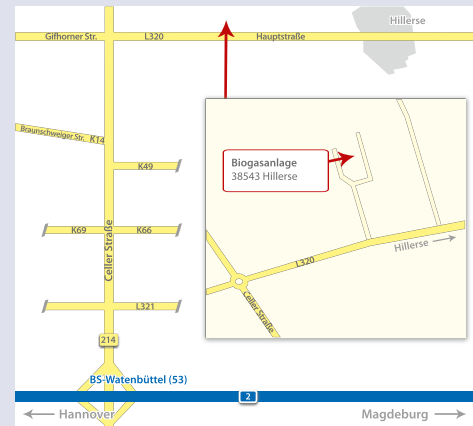 Hillerse
Gifhorner Str. L320 Hauptstraße
Braunschweiger Str. K14
K49
Biogasanlage
38543 Hillerse
K69 K66
Celler Straße
Hillerse
L320
Celler Straße
L321
214
BS-Watenbüttel (53)
2
Hannover Magdeburg